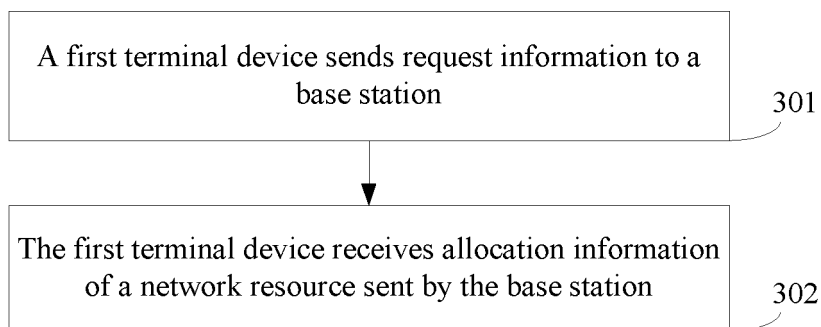 A first terminal device sends request information to a
base station
301
The first terminal device receives allocation information
of a network resource sent by the base station
302